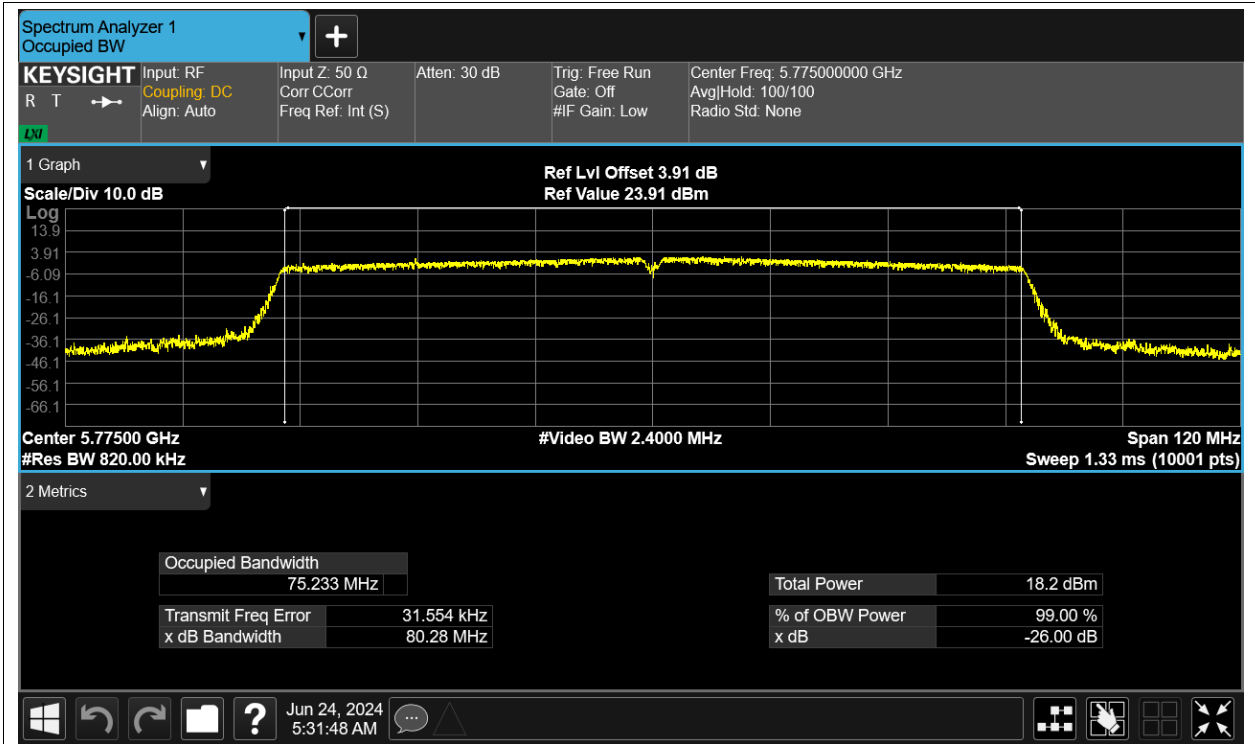 Spectrum Analyzer 1
Occupied BW
KEYSIGHT
R T
LXI
Input: RF
Coupling: DC
Align: Auto
Input Z: 50 Ω
Corr CCorr
Freq Ref: Int (S)
Atten: 30 dB
Trig: Free Run
Gate: Off
#IF Gain: Low
Center Freq: 5.775000000 GHz
Avg|Hold: 100/100
Radio Std: None
1 Graph
Scale/Div 10.0 dB
Ref Lvl Offset 3.91 dB
Ref Value 23.91 dBm
Log
13.9
3.91
-6.09
-16.1
-26.1
-36.1
-46.1
-56.1
-66.1
Center 5.77500 GHz
#Video BW 2.4000 MHz
Span 120 MHz
#Res BW 820.00 kHz
Sweep 1.33 ms (10001 pts)
2 Metrics
Occupied Bandwidth
75.233 MHz
Transmit Freq Error 31.554 kHz
x dB Bandwidth 80.28 MHz
Total Power 18.2 dBm
% of OBW Power 99.00 %
x dB -26.00 dB
?
Jun 24, 2024
5:31:48 AM